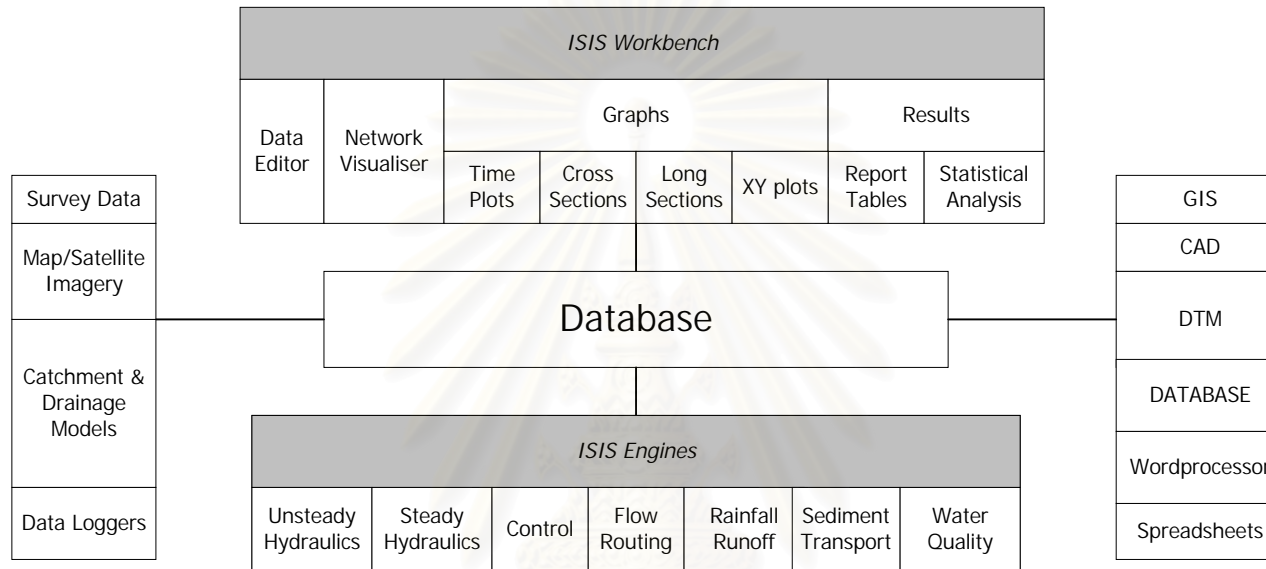 ISIS Workbench
Data
Editor
Network
Visualiser
Graphs
Results
Time
Plots
Cross
Sections
Long
Sections
XY plots
Report
Tables
Statistical
Analysis
Survey Data
Map/Satellite
Imagery
Catchment &
Drainage
Models
Data Loggers
Database
GIS
CAD
DTM
DATABASE
Wordprocessor
Spreadsheets
ISIS Engines
Unsteady
Hydraulics
Steady
Hydraulics
Control
Flow
Routing
Rainfall
Runoff
Sediment
Transport
Water
Quality